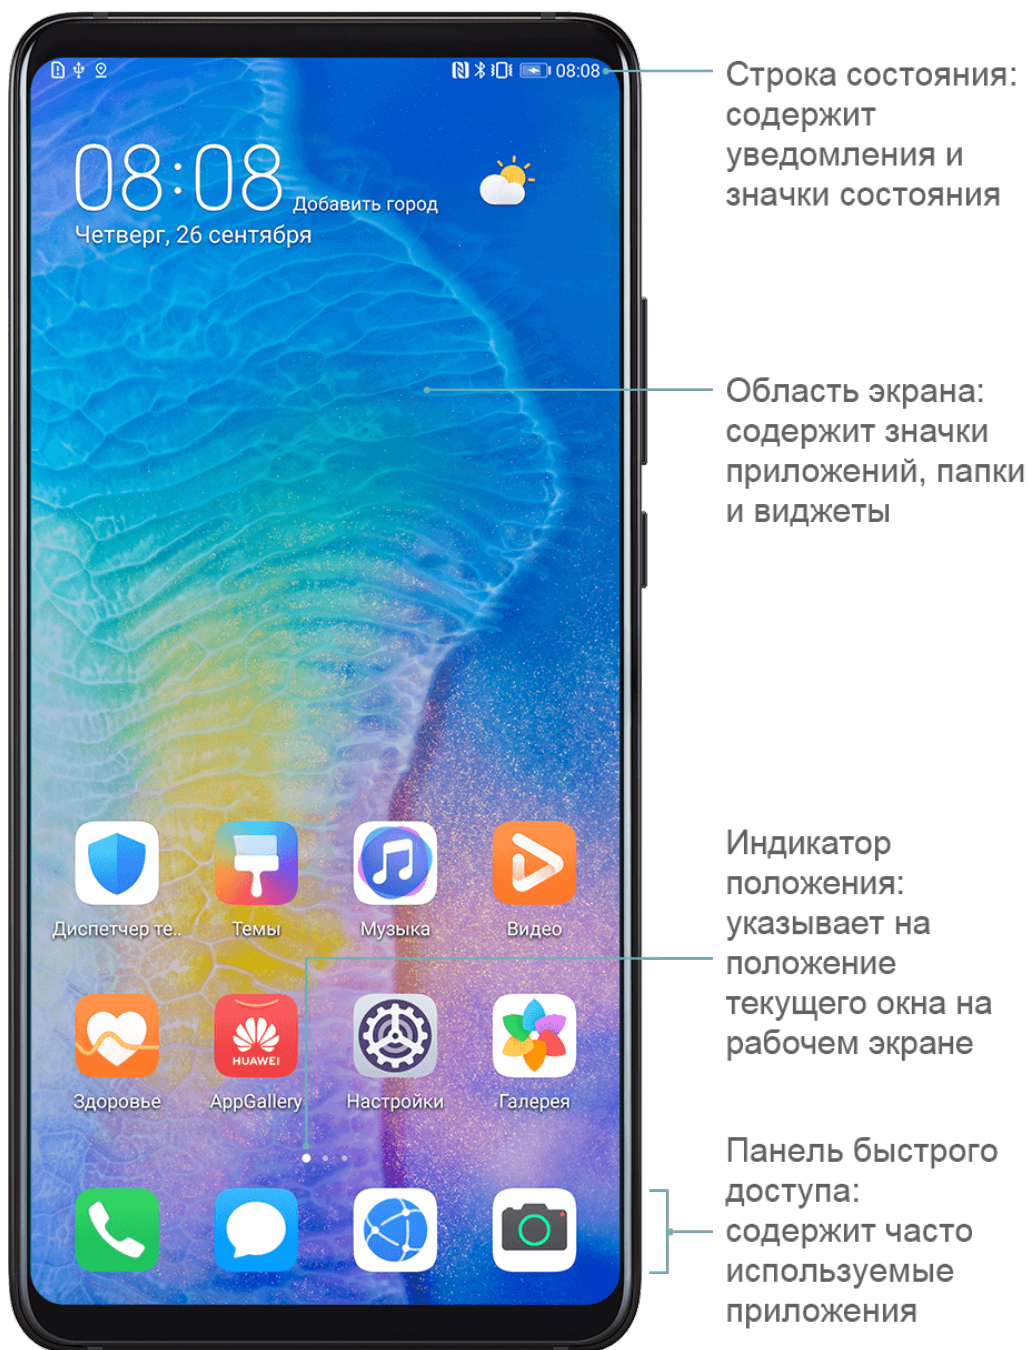 08:08
Строка состояния:
содержит
уведомления и
значки состояния
08:08
Добавить город
Четверг, 26 сентября
Область экрана:
содержит значки
приложений, папки
и виджеты
Диспетчер те..
Темы
Музыка
Видео
Индикатор
положения:
указывает на
положение
текущего окна на
рабочем экране
HUAWEI
Здоровье
AppGallery
Настройки
Галерея
Панель быстрого
доступа:
содержит часто
используемые
приложения